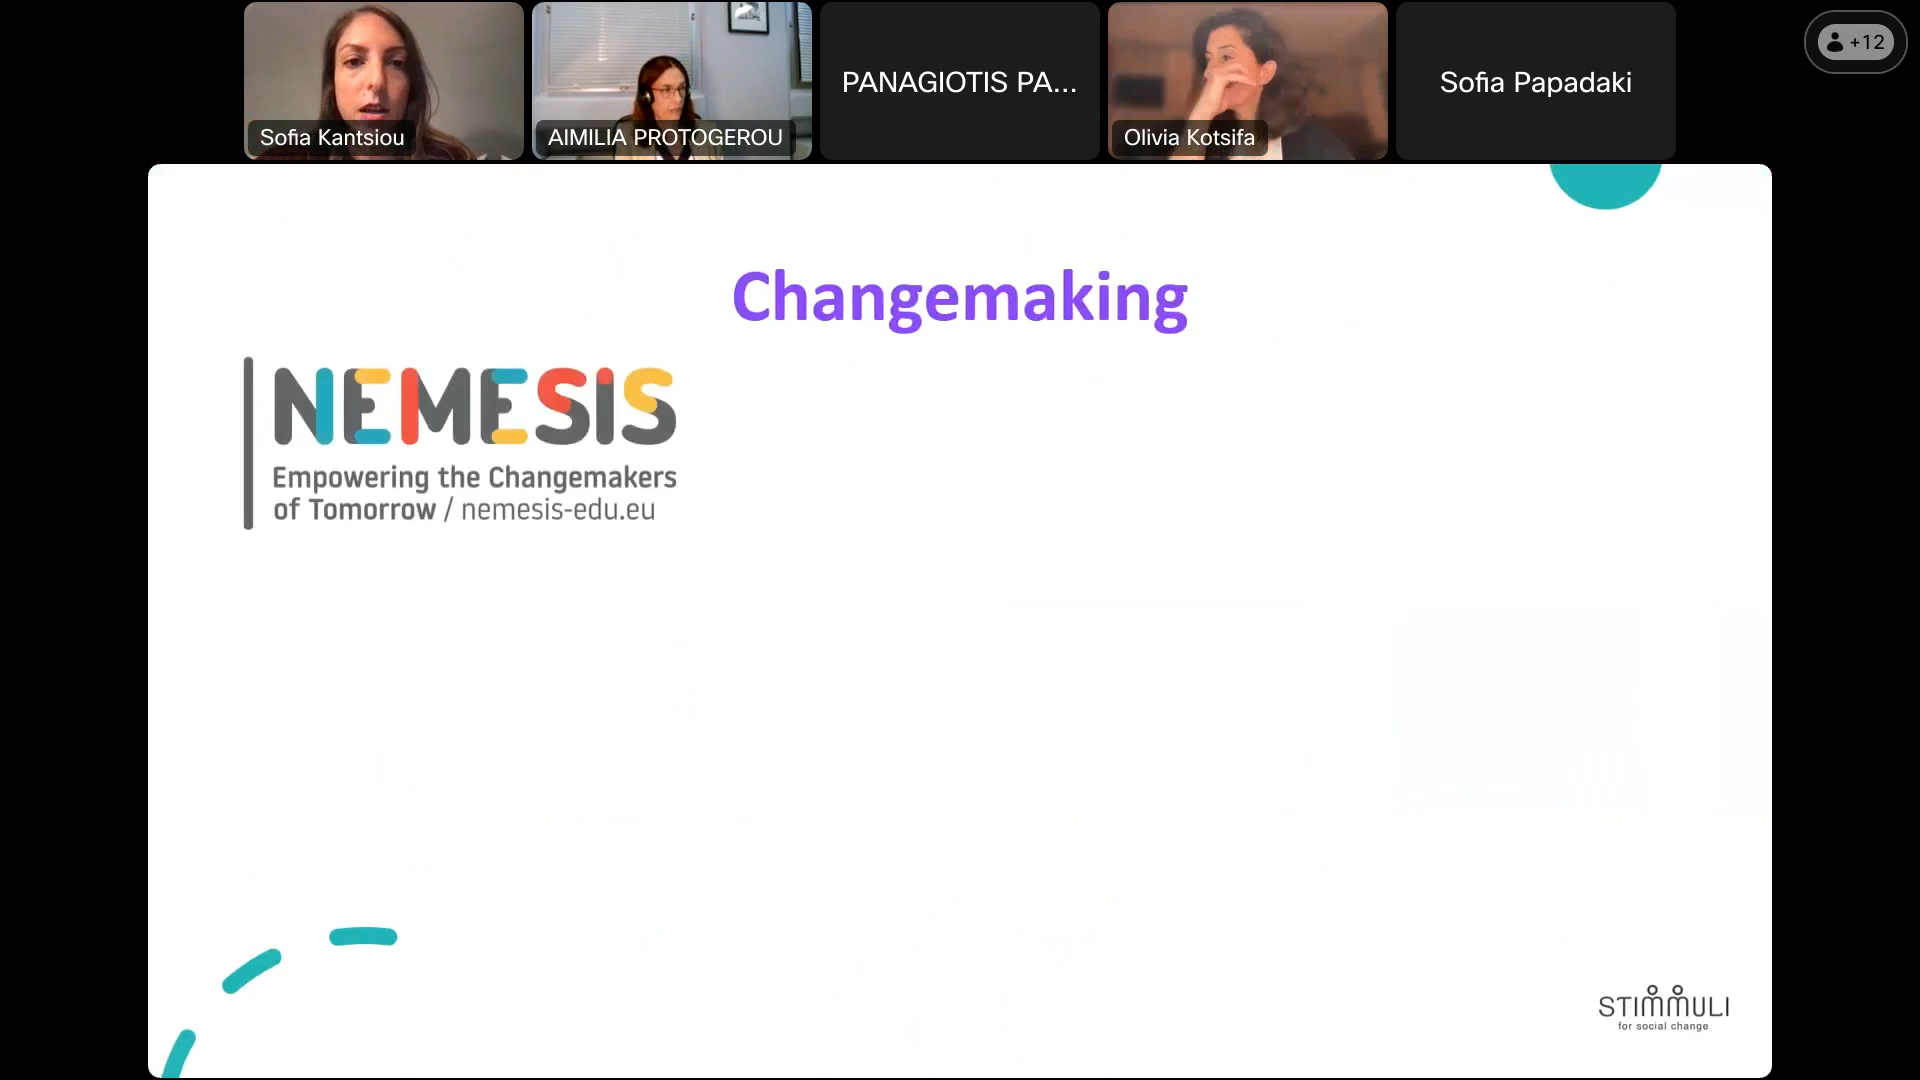 Sofia Kantsiou
AIMILIA PROTOGEROU
PANAGIOTIS PA...
Olivia Kotsifa
Sofia Papadaki
+12
Changemaking
NEMESIS
Empowering the Changemakers
of Tomorrow / nemesis-edu.eu
STIMMULI
for social change